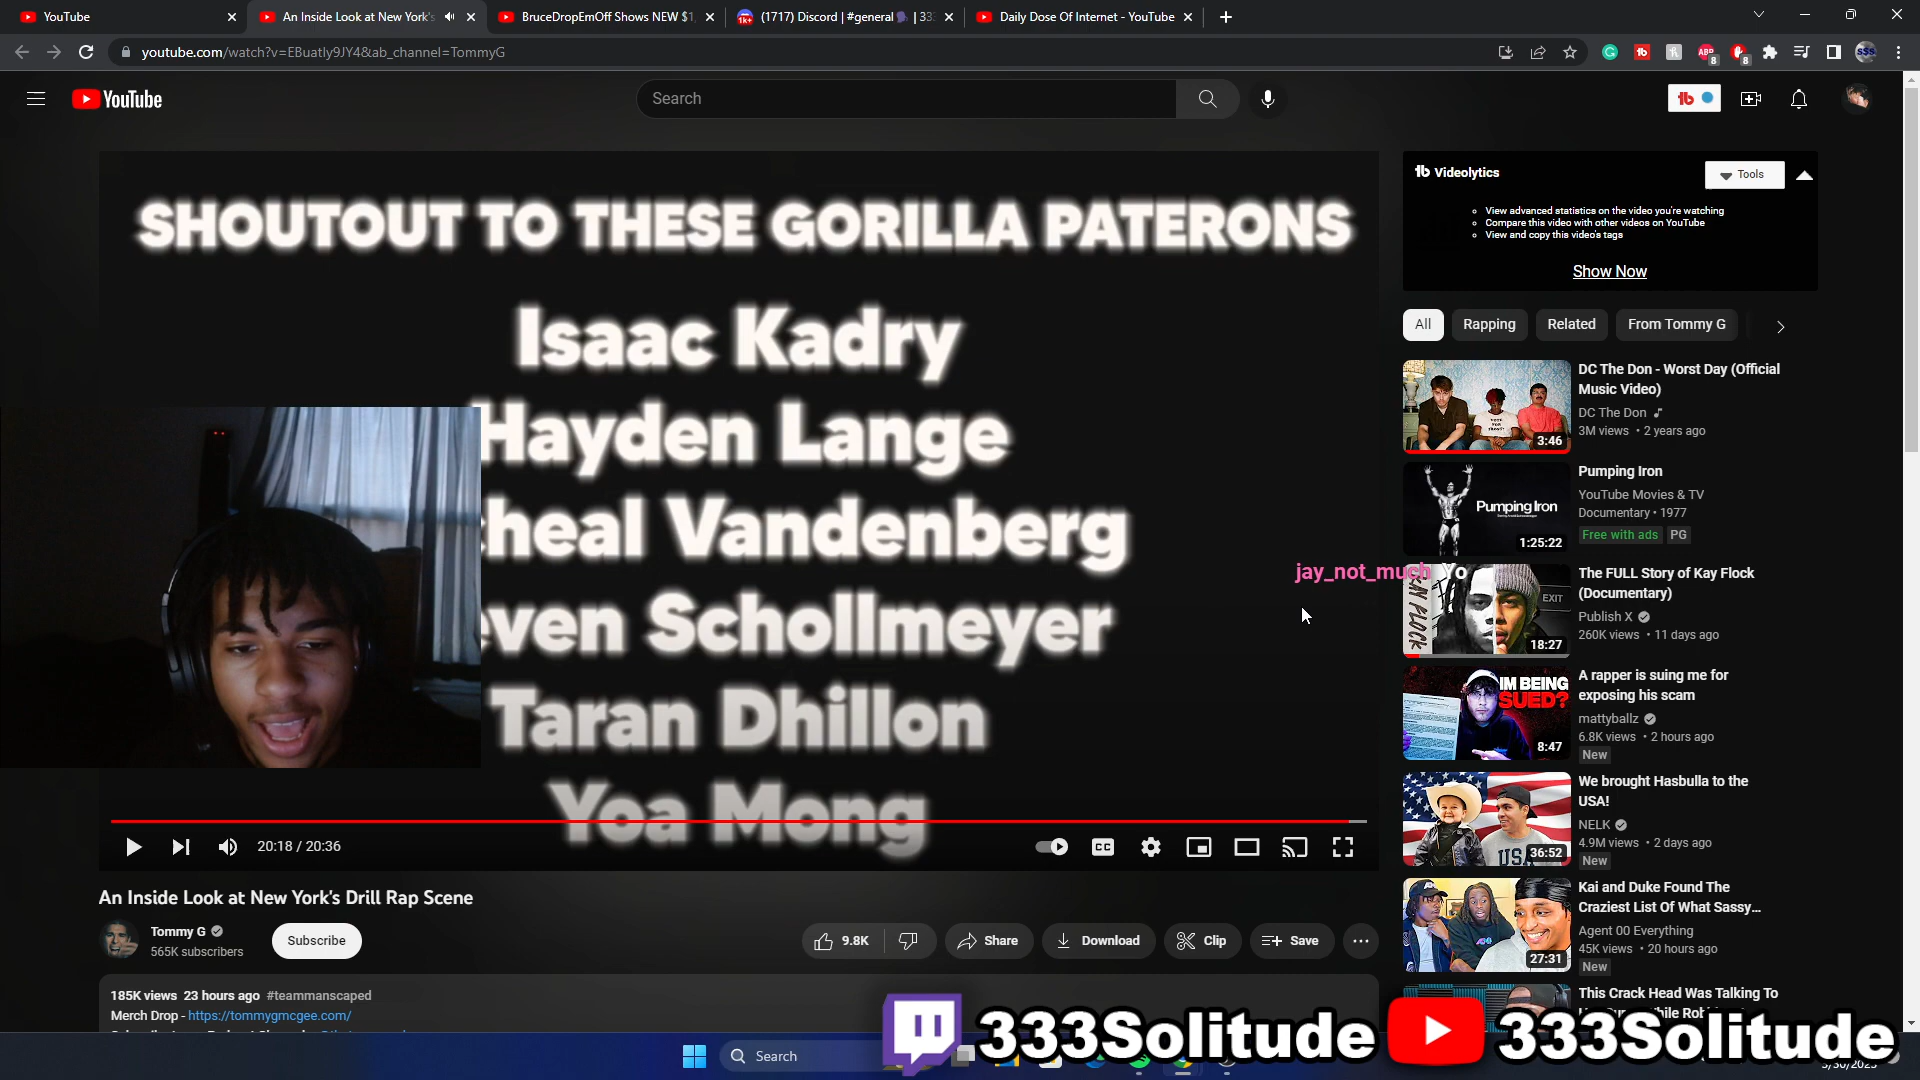 YouTube
An Inside Look at New York's
BruceDropEmOff Shows NEW $1
(1717) Discord | #general | 33
Daily Dose Of Internet - YouTube
youtube.com/watch?v=EBuatly9JY4&ab_channel=TommyG
YouTube
Search
SHOUTOUT TO THESE GORILLA PATERONS
Isaac Kadry
Hayden Lange
cheal Vandenberg
even Schollmeyer
Taran Dhillon
Yoa Mong
20:18 / 20:36
An Inside Look at New York's Drill Rap Scene
Tommy G
565K subscribers
Subscribe
9.8K
Share
Download
Clip
Save
185K views 23 hours ago #teammanscaped
Merch Drop - https://tommygmcgee.com/
tb Videolytics
Tools
View advanced statistics on the video you're watching
Compare this video with other videos on YouTube
View and copy this video's tags
Show Now
All
Rapping
Related
From Tommy G
DC The Don - Worst Day (Official
Music Video)
DC The Don
3M views • 2 years ago
3:46
Pumping Iron
YouTube Movies & TV
Documentary • 1977
Free with ads
PG
Pumping Iron
1:25:22
jay_not_much Yo
The FULL Story of Kay Flock
(Documentary)
Publish X
260K views • 11 days ago
EXIT
18:27
A rapper is suing me for
exposing his scam
mattyballz
6.8K views • 2 hours ago
New
IM BEING
SUED?
8:47
We brought Hasbulla to the
USA!
NELK
4.9M views • 2 days ago
New
USA
36:52
Kai and Duke Found The
Craziest List Of What Sassy...
Agent 00 Everything
45K views • 20 hours ago
New
27:31
This Crack Head Was Talking To
333Solitude
333Solitude
Search